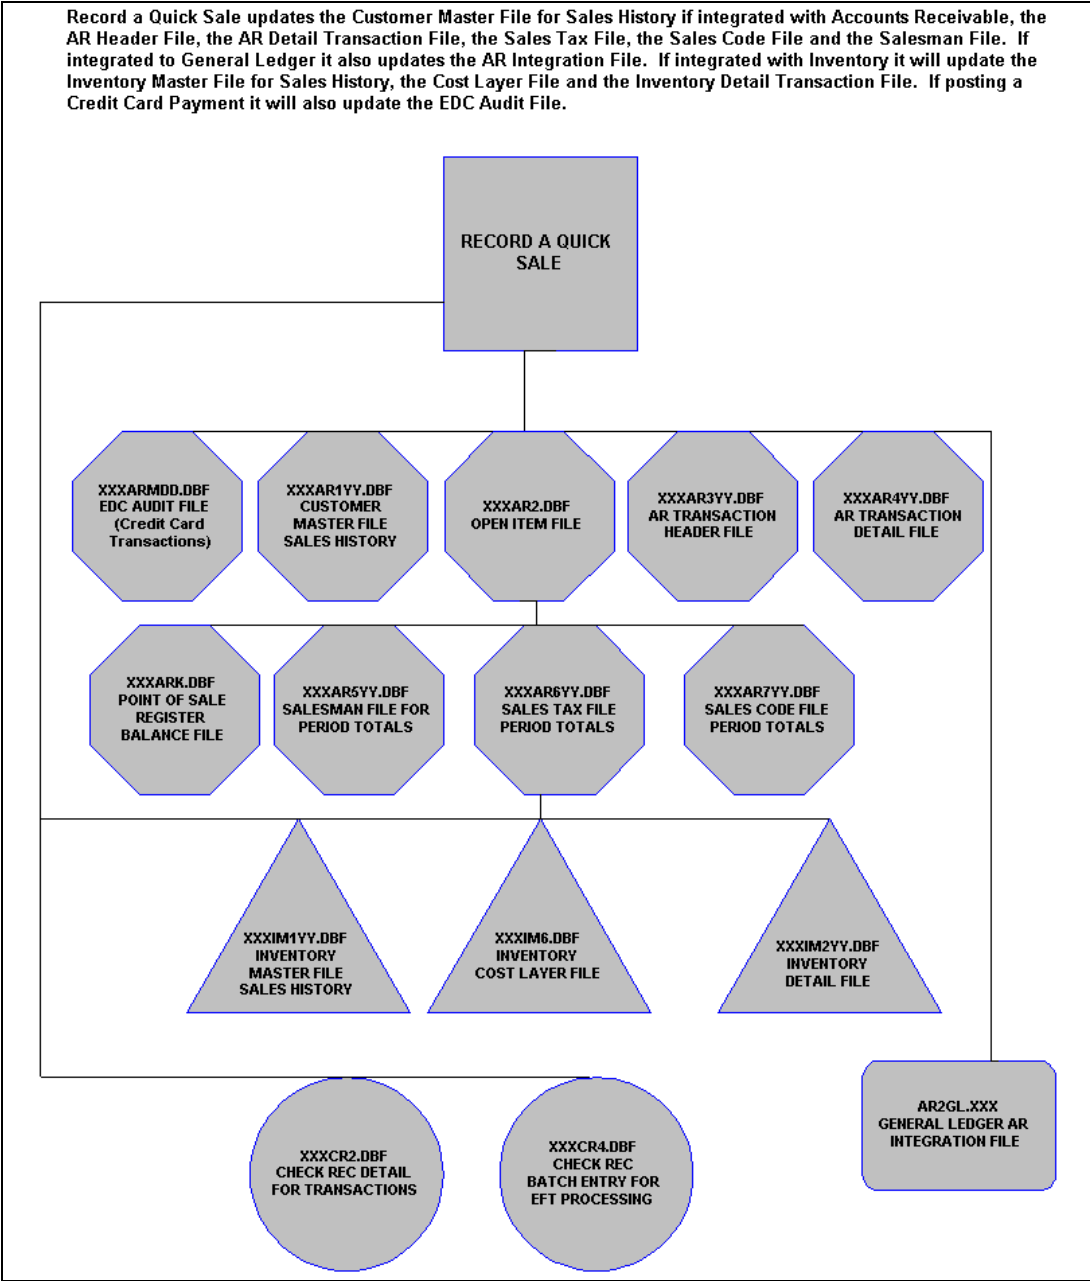 Record a Quick Sale updates the Customer Master File for Sales History if integrated with Accounts Receivable, the
AR Header File, the AR Detail Transaction File, the Sales Tax File, the Sales Code File and the Salesman File.  If
integrated to General Ledger it also updates the AR Integration File.  If integrated with Inventory it will update the
Inventory Master File for Sales History, the Cost Layer File and the Inventory Detail Transaction File.  If posting a
Credit Card Payment it will also update the EDC Audit File.
RECORD A QUICK
SALE
XXXARMDD.DBF
EDC AUDIT FILE
(Credit Card
Transactions)
XXXAR1YY.DBF
CUSTOMER
MASTER FILE
SALES HISTORY
XXXAR2.DBF
OPEN ITEM FILE
XXXAR3YY.DBF
AR TRANSACTION
HEADER FILE
XXXAR4YY.DBF
AR TRANSACTION
DETAIL FILE
XXXARK.DBF
POINT OF SALE
REGISTER
BALANCE FILE
XXXAR5YY.DBF
SALESMAN FILE FOR
PERIOD TOTALS
XXXAR6YY.DBF
SALES TAX FILE
PERIOD TOTALS
XXXAR7YY.DBF
SALES CODE FILE
PERIOD TOTALS
XXXIM1YY.DBF
INVENTORY
MASTER FILE
SALES HISTORY
XXXIM6.DBF
INVENTORY
COST LAYER FILE
XXXIM2YY.DBF
INVENTORY
DETAIL FILE
XXXCR2.DBF
CHECK REC DETAIL
FOR TRANSACTIONS
XXXCR4.DBF
CHECK REC
BATCH ENTRY FOR
EFT PROCESSING
AR2GL.XXX
GENERAL LEDGER AR
INTEGRATION FILE